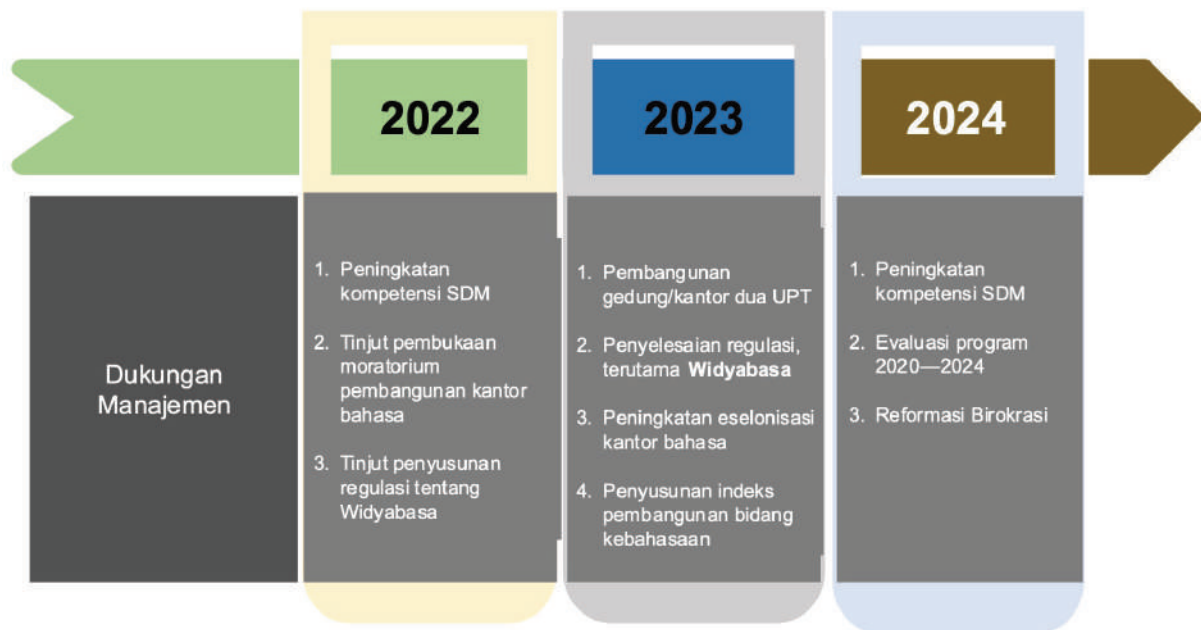 2022
2023
2024
Dukungan
Manajemen
1. Peningkatan
kompetensi SDM
2. Tinjut pembukaan
moratorium
pembangunan kantor
bahasa
3. Tinjut penyusunan
regulasi tentang
Widyabasa
1. Pembangunan
gedung/kantor dua UPT
2. Penyelesaian regulasi,
terutama Widyabasa
3. Peningkatan eselonisasi
kantor bahasa
4. Penyusunan indeks
pembangunan bidang
kebahasaan
1. Peningkatan
kompetensi SDM
2. Evaluasi program
2020—2024
3. Reformasi Birokrasi